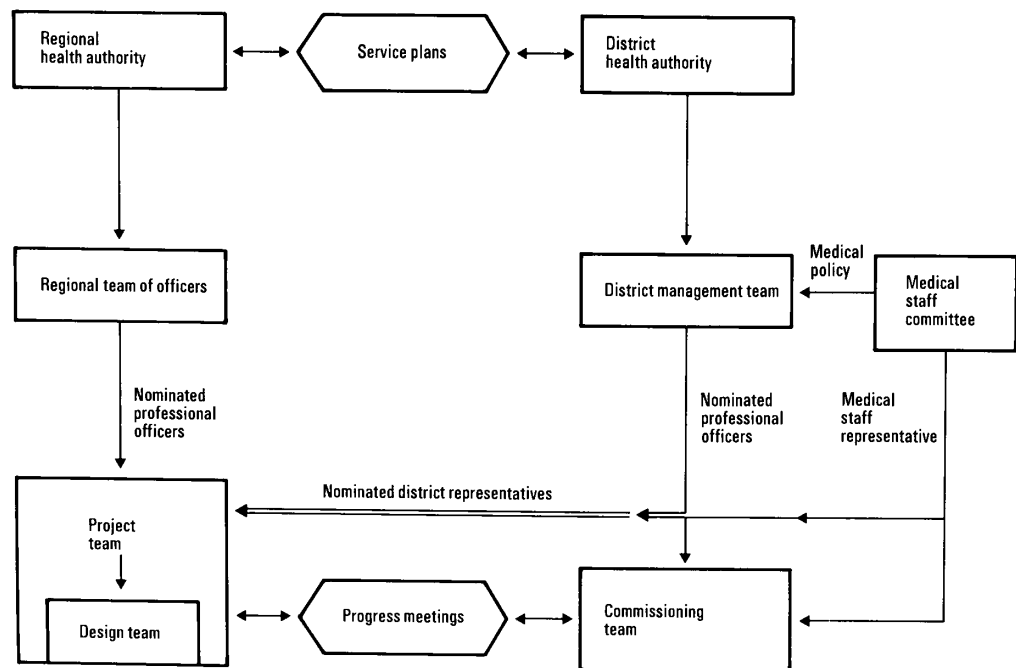 Regional
health authority
Service plans
District
health authority
Regional team of officers
District management team
Medical
policy
Medical
staff
committee
Nominated
professional
officers
Nominated
professional
officers
Medical
staff
representative
Nominated district representatives
Project
team
Design team
Progress meetings
Commissioning
team